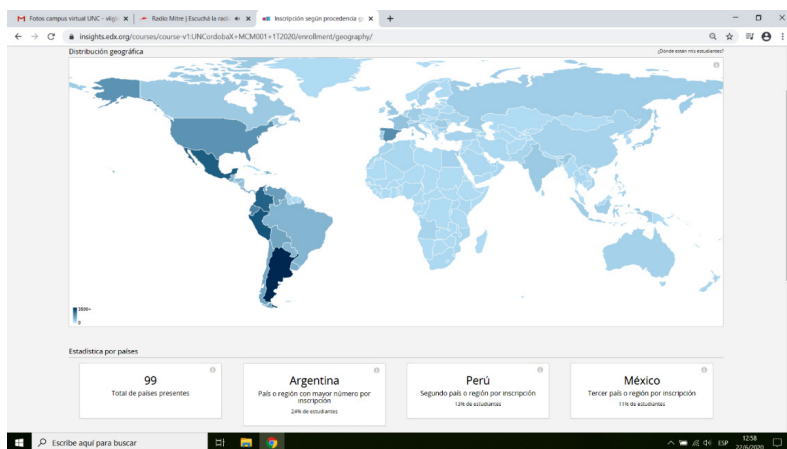 Fotos campus virtual UNC - vligio
Radio Mitre | Escuchá la radi
Inscripción según procedencia g
insights.edx.org/courses/course-v1:UNCordobaX+MCM001+1T2020/enrollment/geography/
Distribución geográfica
¿Dónde están mis estudiantes?
3500+
0
Estadística por países
99
Total de países presentes
Argentina
País o región con mayor número por
inscripción
24% de estudiantes
Perú
Segundo país o región por inscripción
13% de estudiantes
México
Tercer país o región por inscripción
11% de estudiantes
Escribe aquí para buscar
ESP
12:58
22/6/2020